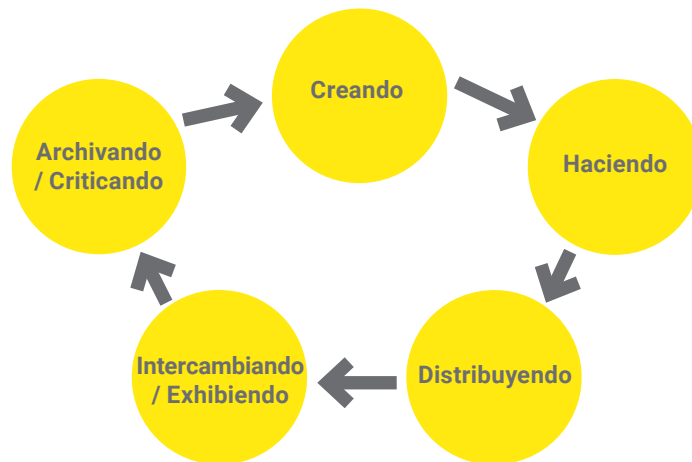 Creando
Haciendo
Distribuyendo
Intercambiando
/ Exhibiendo
Archivando
/ Criticando